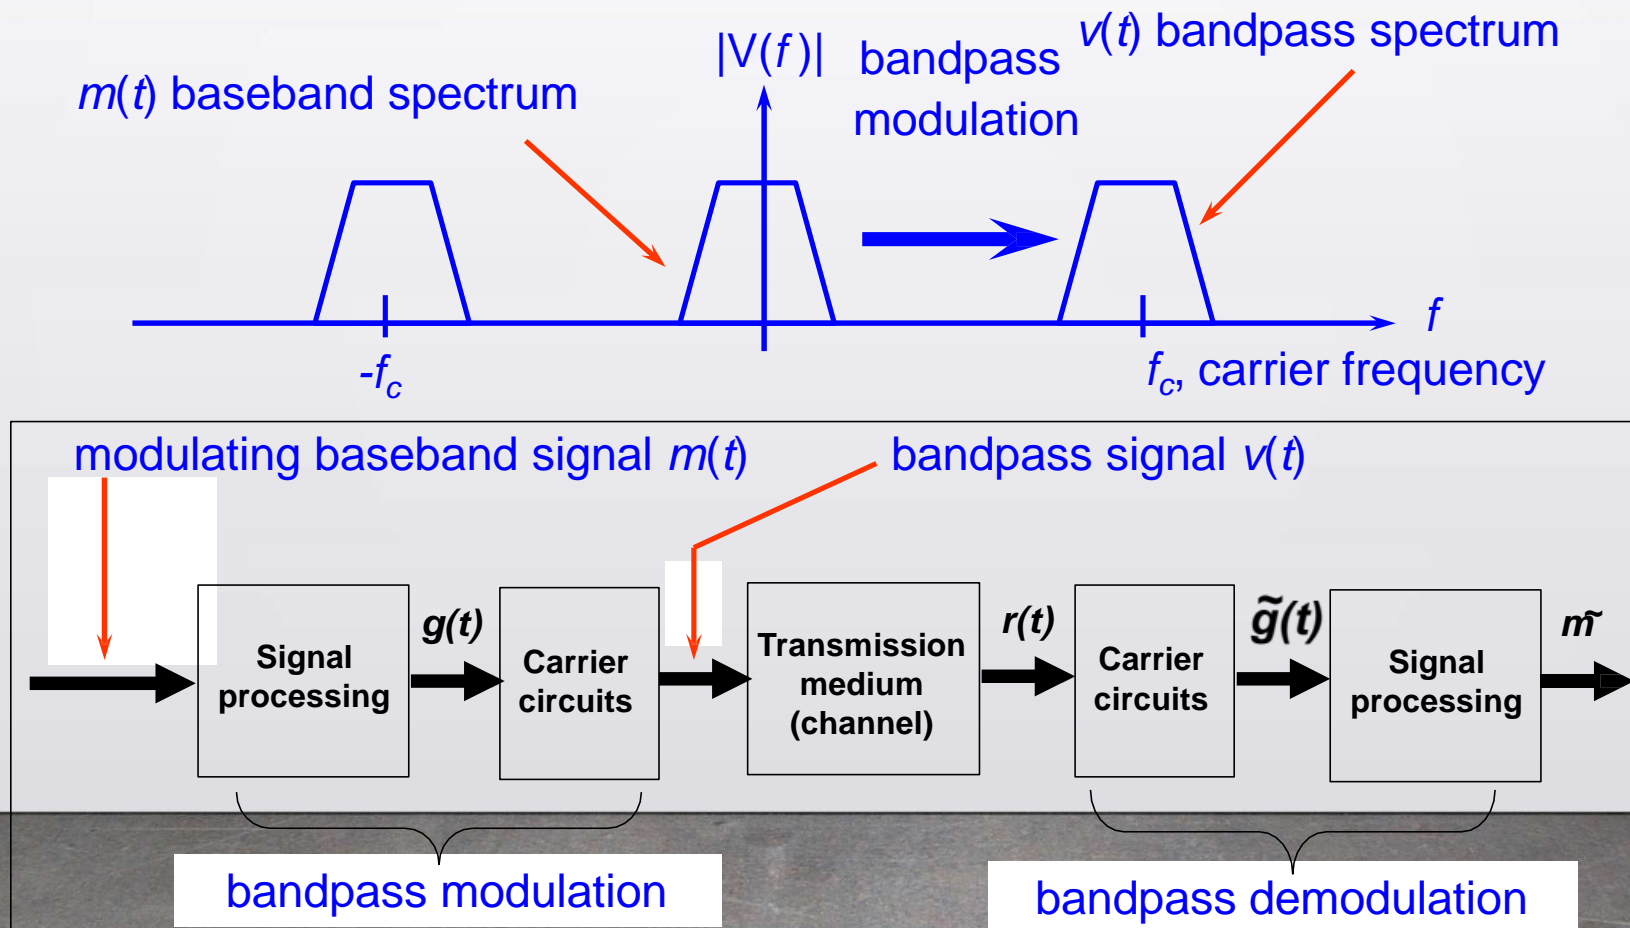 |V(f)|
bandpass
modulation
v(t) bandpass spectrum
m(t) baseband spectrum
f
-fc
fc, carrier frequency
modulating baseband signal m(t)
bandpass signal v(t)
Signal
processing
g(t)
Carrier
circuits
Transmission
medium
(channel)
r(t)
Carrier
circuits
g̃(t)
Signal
processing
m̃
bandpass modulation
bandpass demodulation